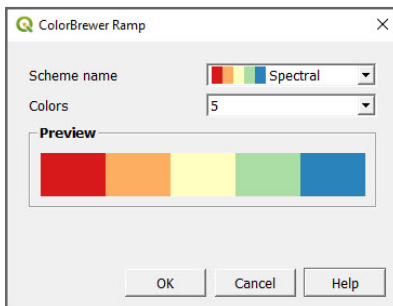 ColorBrewer Ramp
Scheme name Spectral
Colors 5
Preview
OK Cancel Help